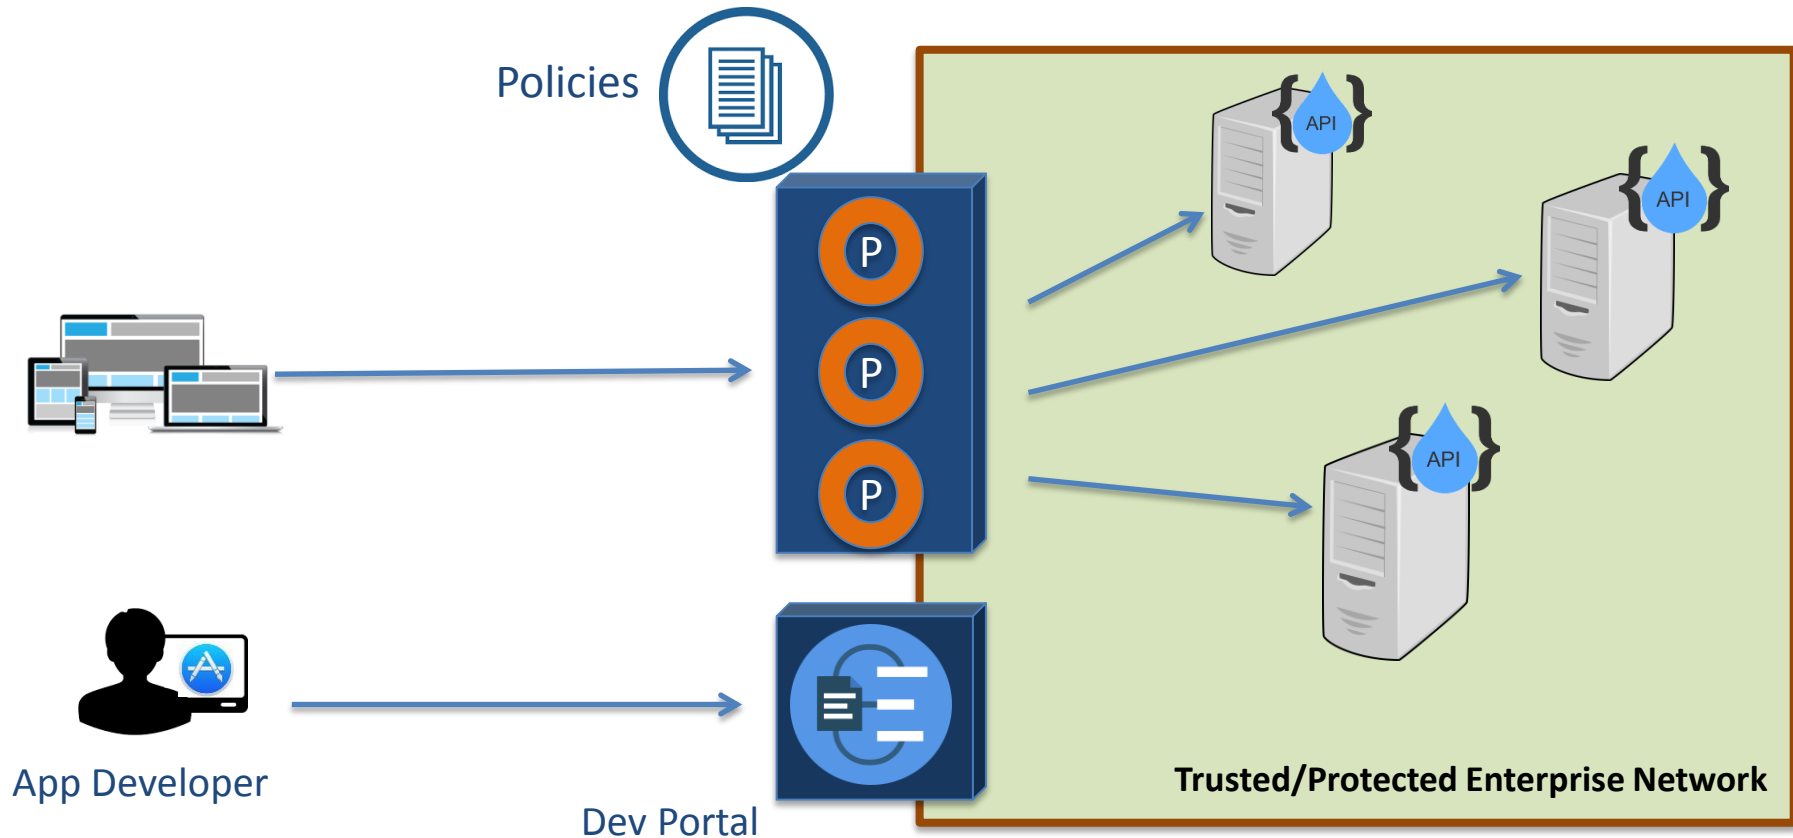 Policies
API
API
P
P
P
API
App Developer
Dev Portal
Trusted/Protected Enterprise Network